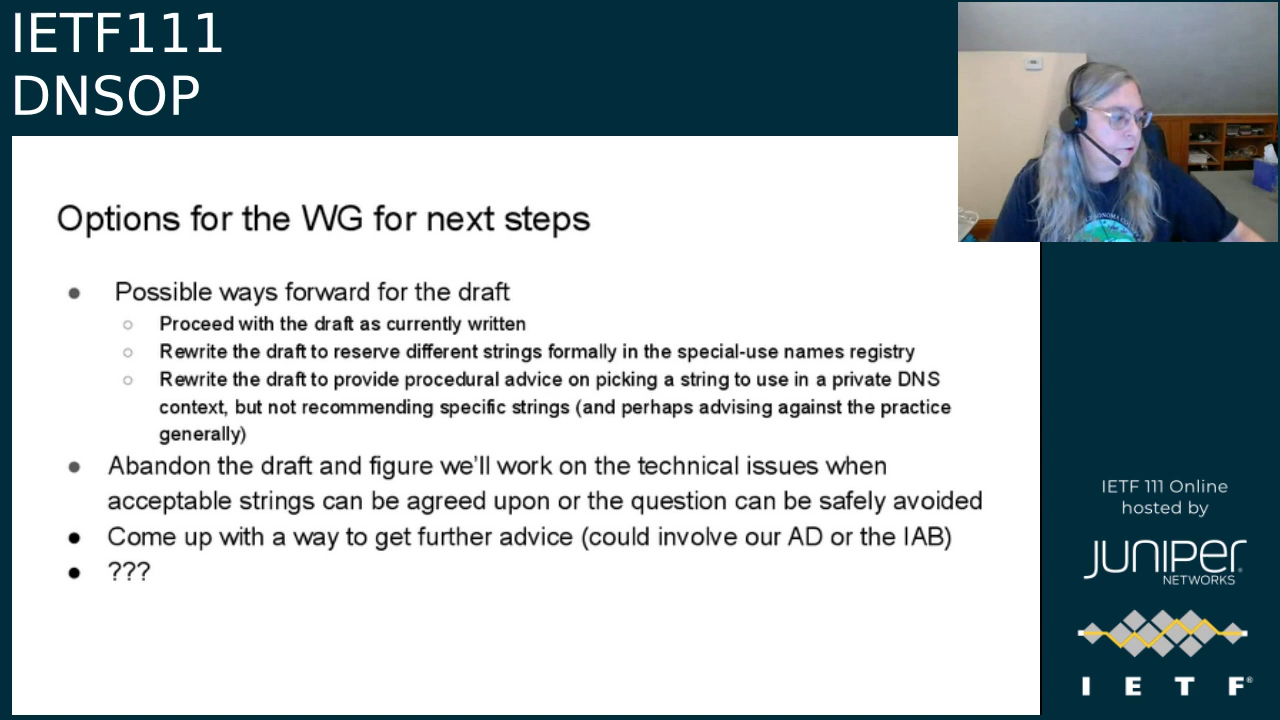 IETF111
DNSOP
Options for the WG for next steps
● Possible ways forward for the draft
○ Proceed with the draft as currently written
○ Rewrite the draft to reserve different strings formally in the special-use names registry
○ Rewrite the draft to provide procedural advice on picking a string to use in a private DNS
context, but not recommending specific strings (and perhaps advising against the practice
generally)
● Abandon the draft and figure we'll work on the technical issues when
acceptable strings can be agreed upon or the question can be safely avoided
● Come up with a way to get further advice (could involve our AD or the IAB)
● ???
IETF 111 Online
hosted by
JUNIPER
NETWORKS
I E T F®